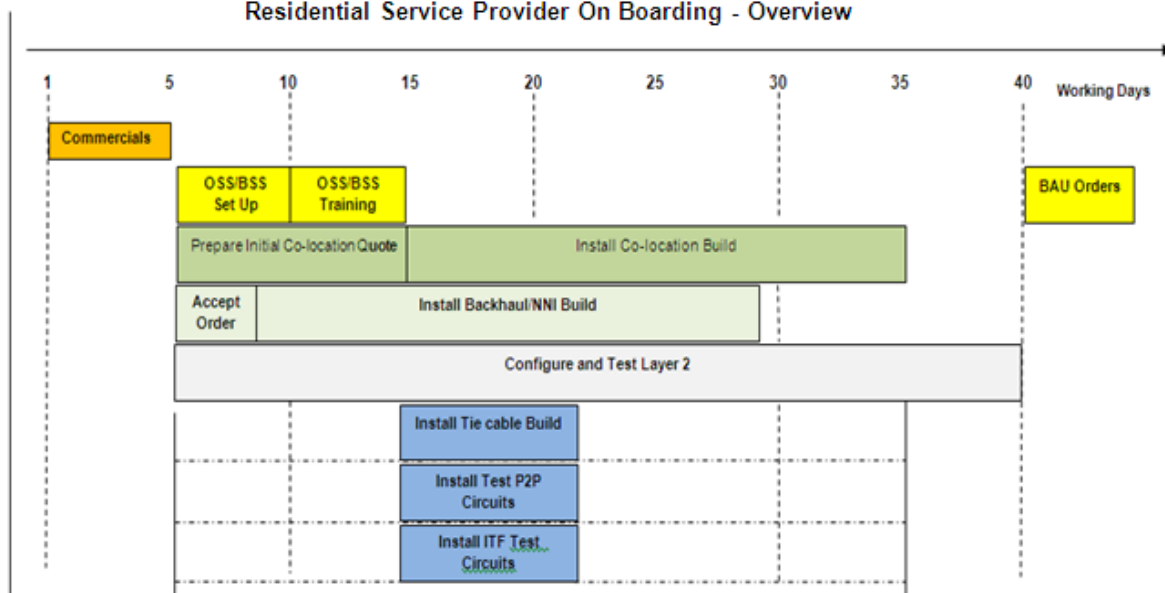 Residential Service Provider On Boarding - Overview
1 5 10 15 20 25 30 35 40 Working Days
Commercials
OSS/BSS
Set Up
OSS/BSS
Training
BAU Orders
Prepare Initial Co-location Quote
Install Co-location Build
Accept
Order
Install Backhaul/NNI Build
Configure and Test Layer 2
Install Tie cable Build
Install Test P2P
Circuits
Install ITF Test
Circuits